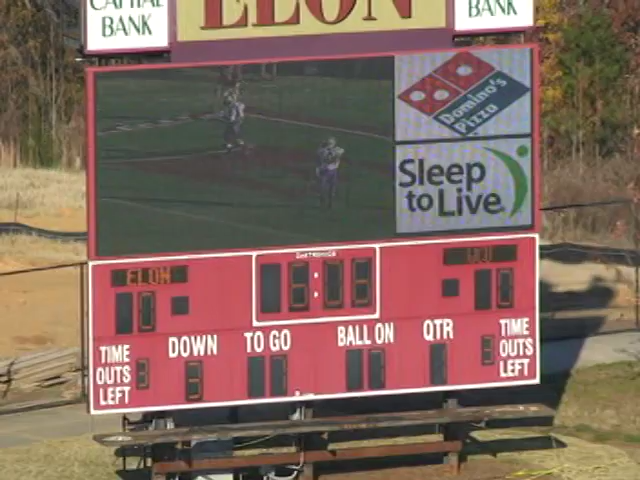 CAPITAL
BANK
ELON
BANK
Domino's
Pizza
Sleep
to Live
ELON
DOWN
TO GO
BALL ON
QTR
TIME
OUTS
LEFT
TIME
OUTS
LEFT